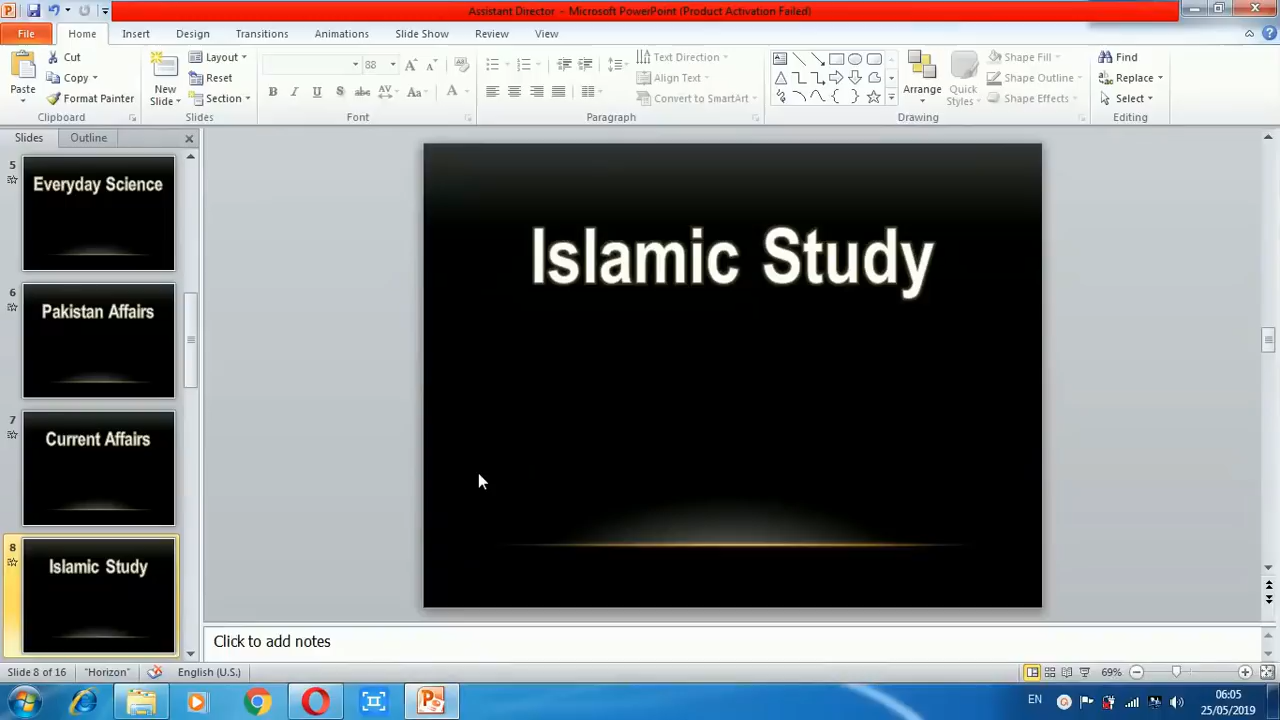 Assistant Director - Microsoft PowerPoint (Product Activation Failed)
File Home Insert Design Transitions Animations Slide Show Review View
Paste
Cut
Copy
Format Painter
Clipboard
New Slide
Layout
Reset
Section
Slides
88
B I U S abc AV Aa A
Font
Text Direction
Align Text
Convert to SmartArt
Paragraph
Arrange
Quick Styles
Shape Fill
Shape Outline
Shape Effects
Drawing
Find
Replace
Select
Editing
Slides Outline
5
Everyday Science
6
Pakistan Affairs
7
Current Affairs
8
Islamic Study
Islamic Study
Click to add notes
Slide 8 of 16 "Horizon" English (U.S.) 69%
EN 06:05
25/05/2019